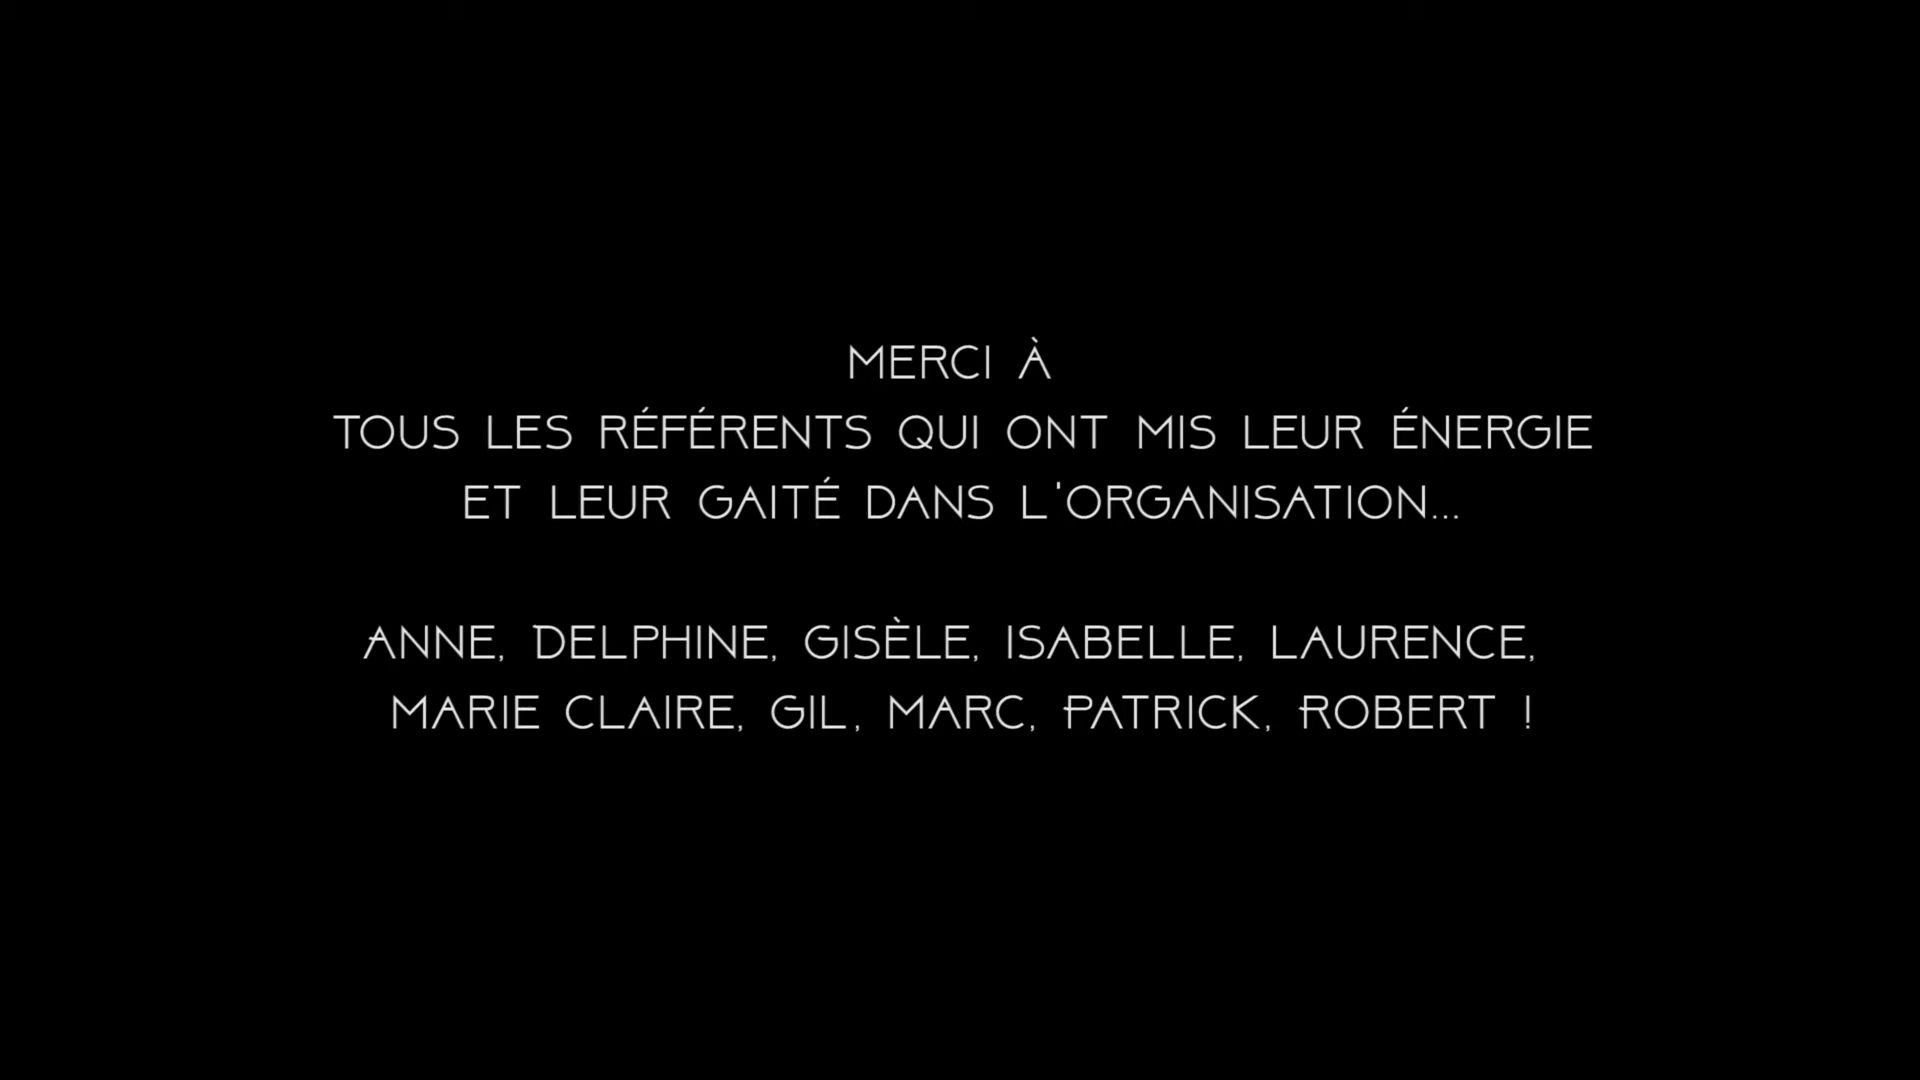 MERCI À
TOUS LES RÉFÉRENTS QUI ONT MIS LEUR ÉNERGIE
ET LEUR GAITÉ DANS L'ORGANISATION...
ANNE, DELPHINE, GISÈLE, ISABELLE, LAURENCE,
MARIE CLAIRE, GIL, MARC, PATRICK, ROBERT !